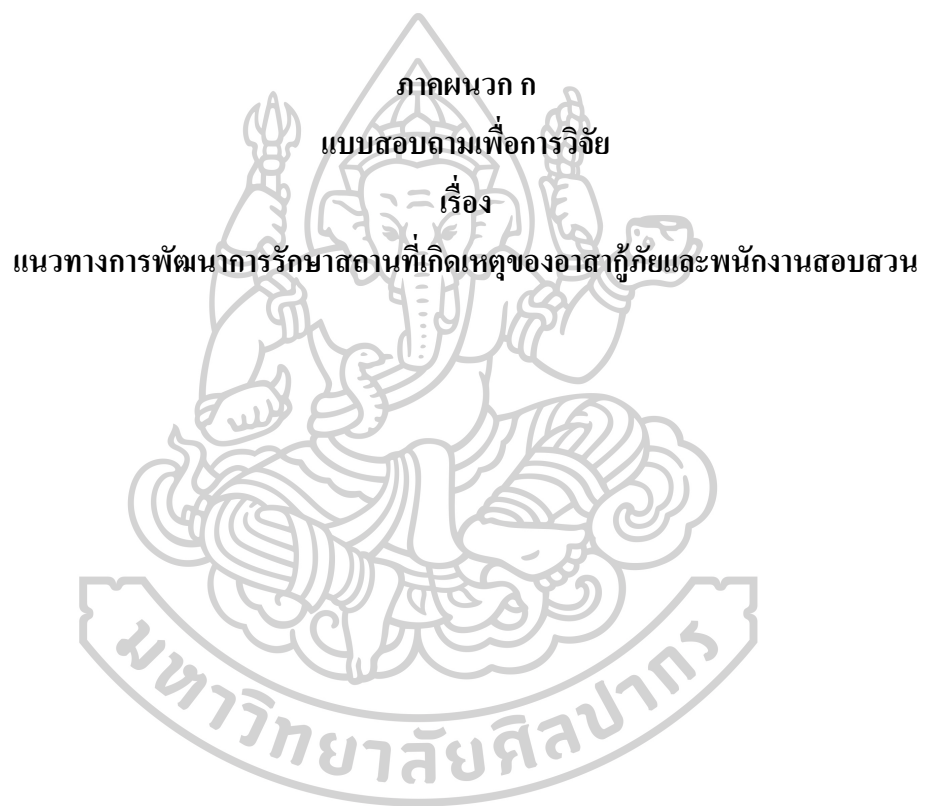 ภาคผนวก ก
แบบสอบถามเพื่อการวิจัย
เรื่อง
แนวทางการพัฒนาการรักษาสถานที่เกิดเหตุของอาสากู้ภัยและพนักงานสอบสวน
มหาวิทยาลัยศิลปากร